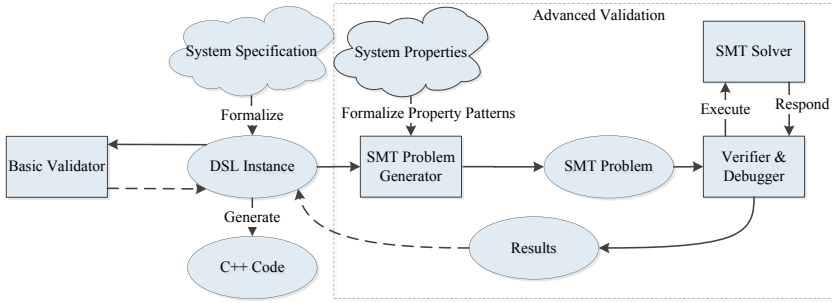 Advanced Validation
System Specification
System Properties
SMT Solver
Formalize
Formalize Property Patterns
Execute
Respond
Basic Validator
DSL Instance
SMT Problem
Generator
SMT Problem
Verifier &
Debugger
Generate
Results
C++ Code